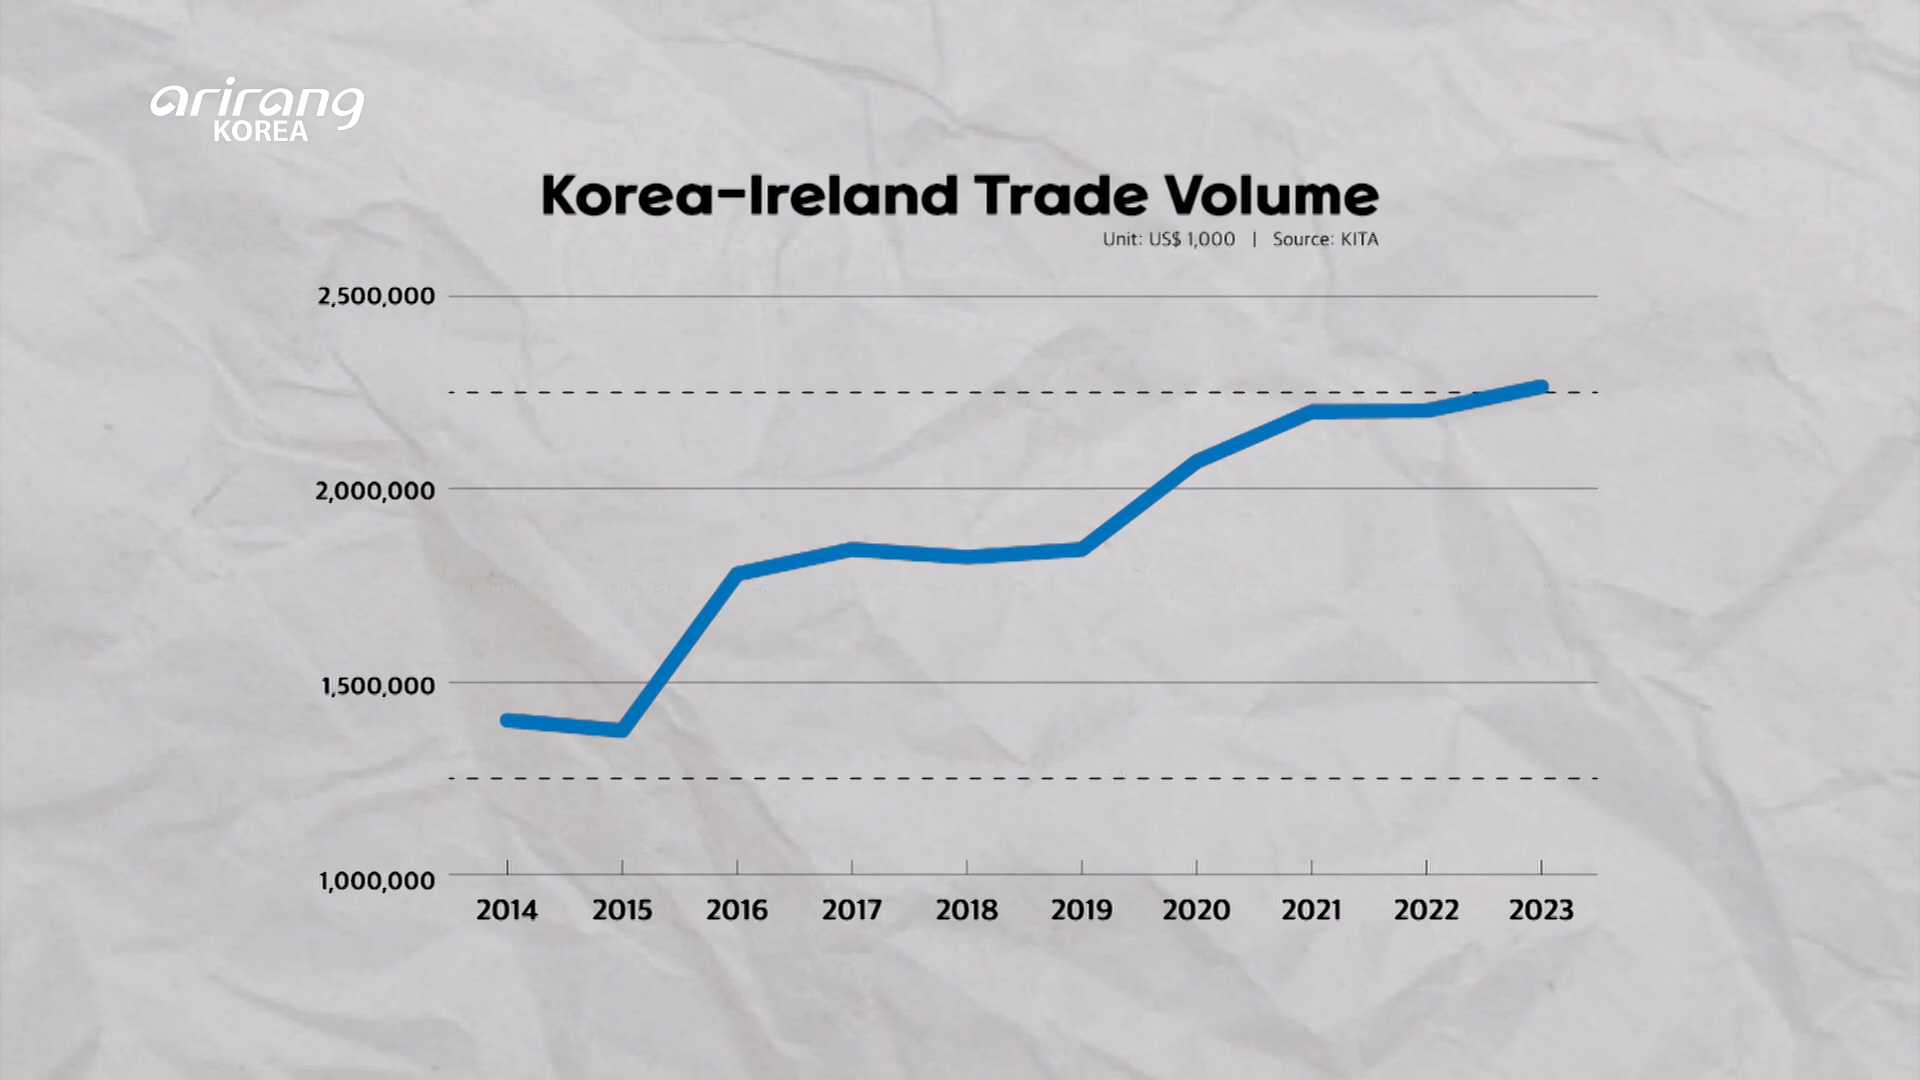 arirang
KOREA
Korea-Ireland Trade Volume
Unit: US$ 1,000 | Source: KITA
2,500,000
2,000,000
1,500,000
1,000,000
2014 2015 2016 2017 2018 2019 2020 2021 2022 2023